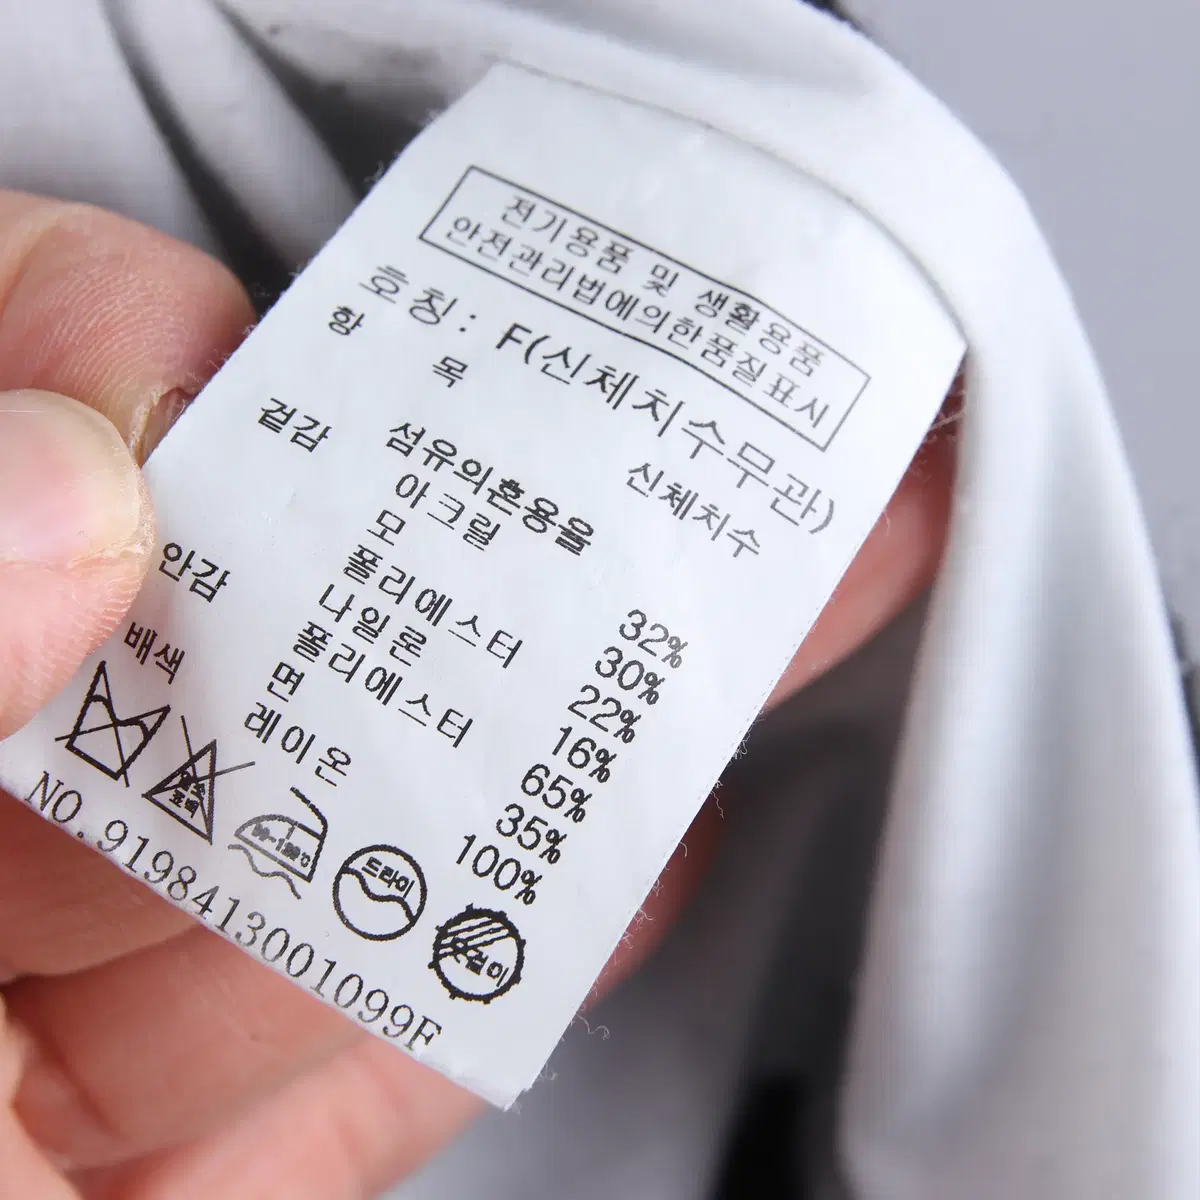 전기용품 및 생활용품
안전관리법에의한품질표시
호칭: F(신체치수무관)
항 목 신체치수
겉감 섬유의혼용율
아크릴 32%
모 30%
폴리에스터 22%
나일론 16%
안감 폴리에스터 65%
면 35%
배색 레이온 100%
드라이
옷걸이
NO.9198413001099F